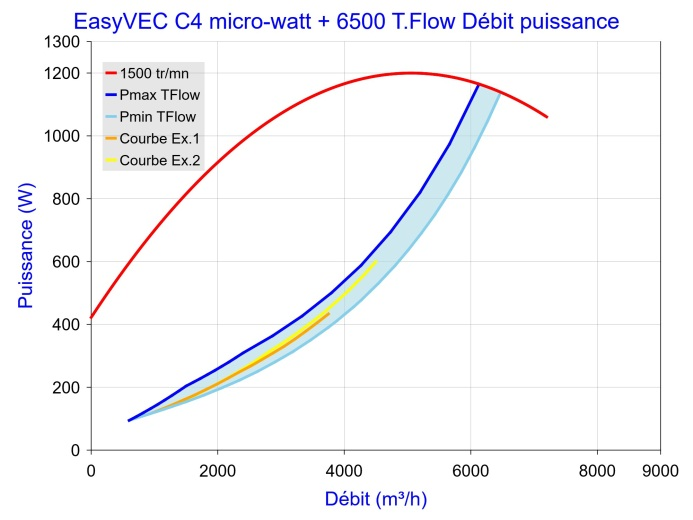 EasyVEC C4 micro-watt + 6500 T.Flow Débit puissance
1300
1200
1000
800
600
400
200
0
Puissance (W)
1500 tr/mn
Pmax TFlow
Pmin TFlow
Courbe Ex.1
Courbe Ex.2
0 2000 4000 6000 8000 9000
Débit (m³/h)